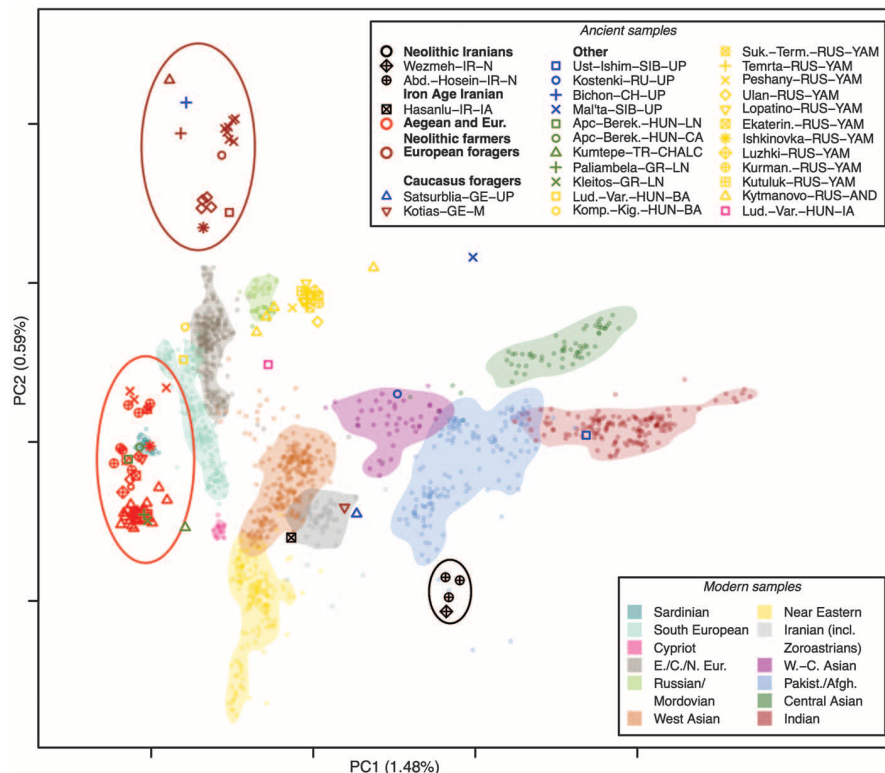 Ancient samples
Neolithic Iranians
Wezmeh–IR–N
Abd.–Hosein–IR–N
Iron Age Iranian
Hasanlu–IR–IA
Aegean and Eur.
Neolithic farmers
European foragers
Caucasus foragers
Satsurblia–GE–UP
Kotias–GE–M
Other
Ust–Ishim–SIB–UP
Kostenki–RU–UP
Bichon–CH–UP
Mal'ta–SIB–UP
Apc–Berek.–HUN–LN
Apc–Berek.–HUN–CA
Kumtepe–TR–CHALC
Paliambela–GR–LN
Kleitos–GR–LN
Lud.–Var.–HUN–BA
Komp.–Kig.–HUN–BA
Suk.–Term.–RUS–YAM
Temrta–RUS–YAM
Peshany–RUS–YAM
Ulan–RUS–YAM
Lopatino–RUS–YAM
Ekaterin.–RUS–YAM
Ishkinovka–RUS–YAM
Luzhki–RUS–YAM
Kurman.–RUS–YAM
Kutuluk–RUS–YAM
Kytmanovo–RUS–AND
Lud.–Var.–HUN–IA
PC2 (0.59%)
Modern samples
Sardinian
South European
Cypriot
E./C./N. Eur.
Russian/
Mordovian
West Asian
Near Eastern
Iranian (incl.
Zoroastrians)
W.–C. Asian
Pakist./Afgh.
Central Asian
Indian
PC1 (1.48%)